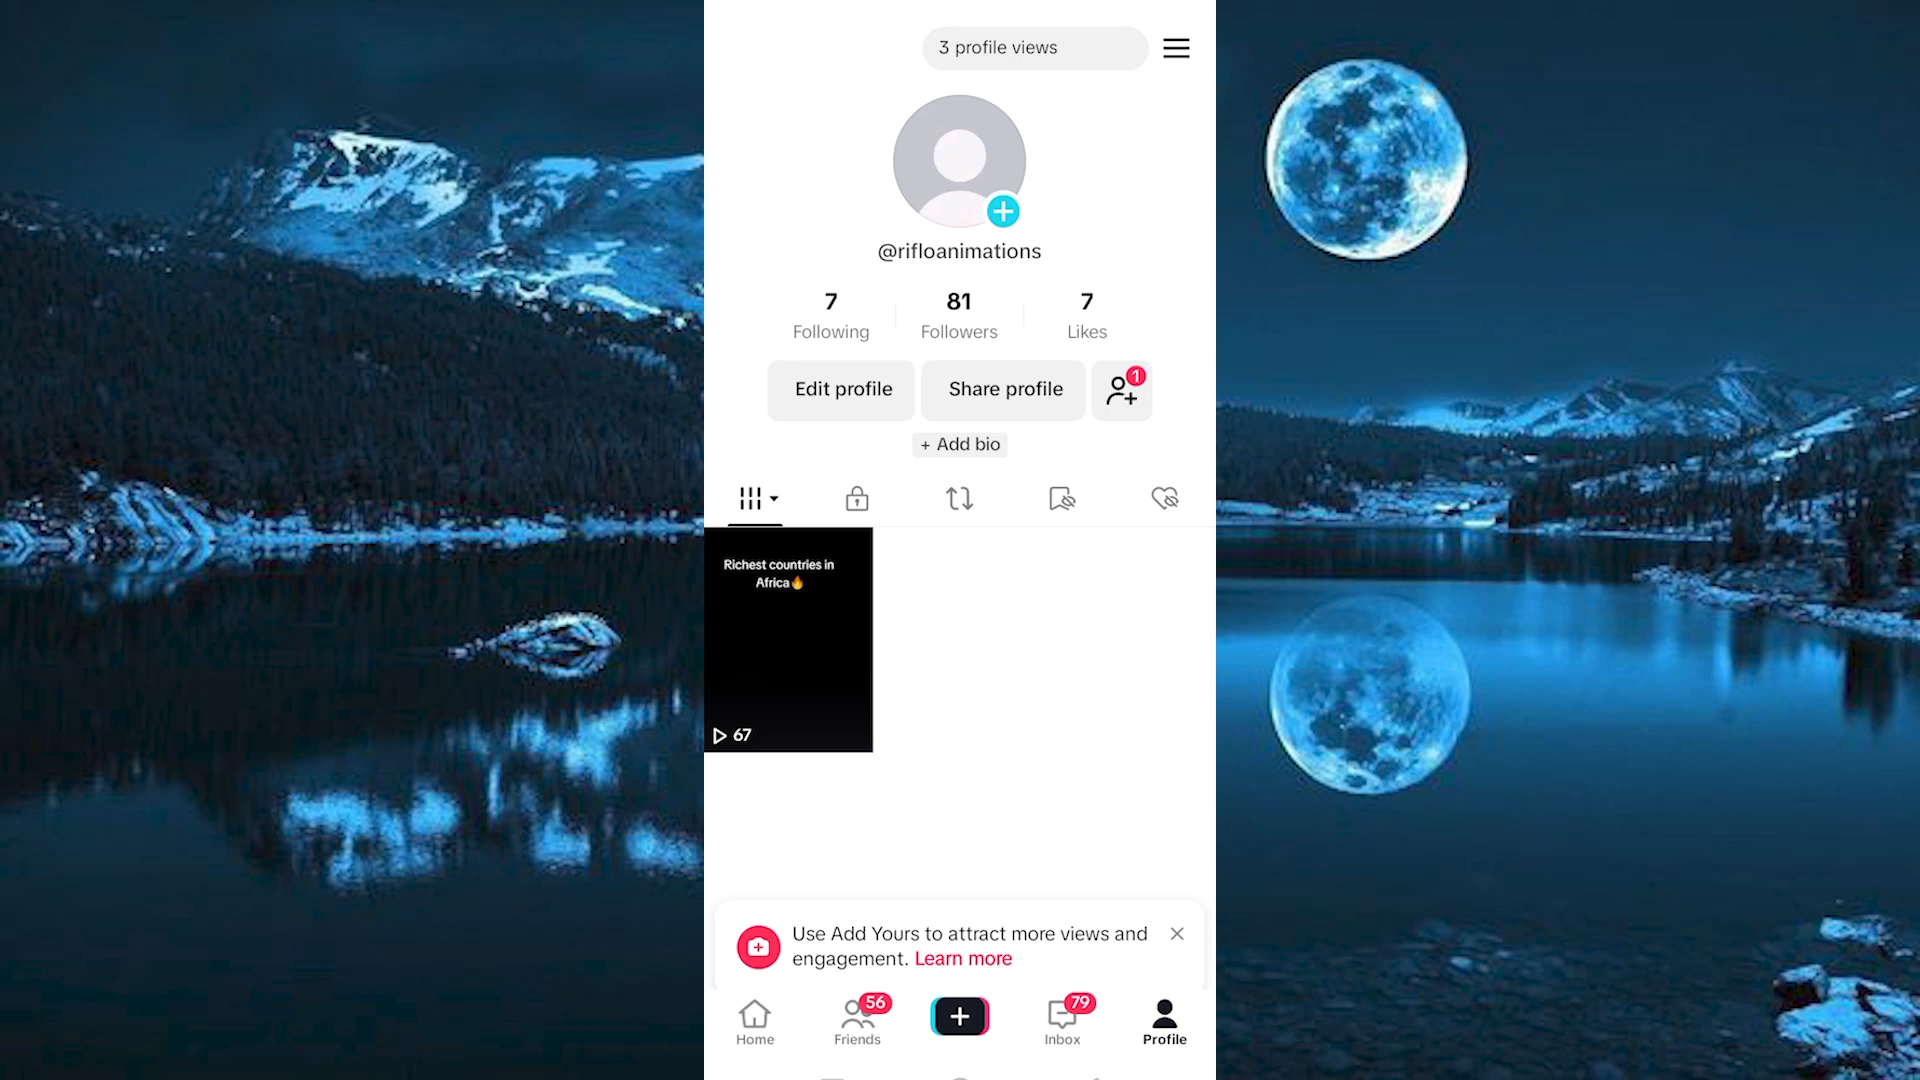 3 profile views
@rifloanimations
7 81 7
Following Followers Likes
Edit profile Share profile 1
+ Add bio
Richest countries in
Africa🔥
67
Use Add Yours to attract more views and
engagement. Learn more
56 79
Home Friends Inbox Profile